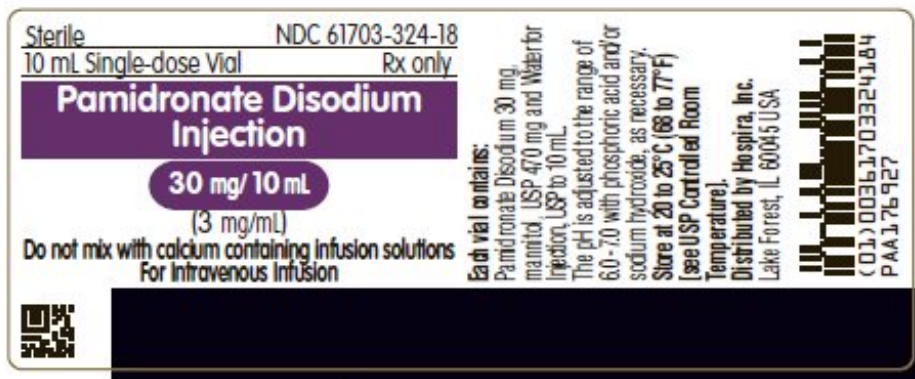 Sterile NDC 61703-324-18
10 mL Single-dose Vial Rx only
Pamidronate Disodium
Injection
30 mg/10 mL
(3 mg/mL)
Do not mix with calcium containing infusion solutions
For Intravenous Infusion
Each vial contains:
Pamidronate Disodium 30 mg,
mannitol, USP 470 mg and Water for
Injection, USP to 10 mL.
The pH is adjusted to the range of
6.0 - 7.0 with phosphoric acid and/or
sodium hydroxide, as necessary.
Store at 20 to 25°C (68 to 77°F)
[see USP Controlled Room
Temperature].
Distributed by Hospira, Inc.
Lake Forest, IL 60045 USA
(01)00361703324184
PAA176927